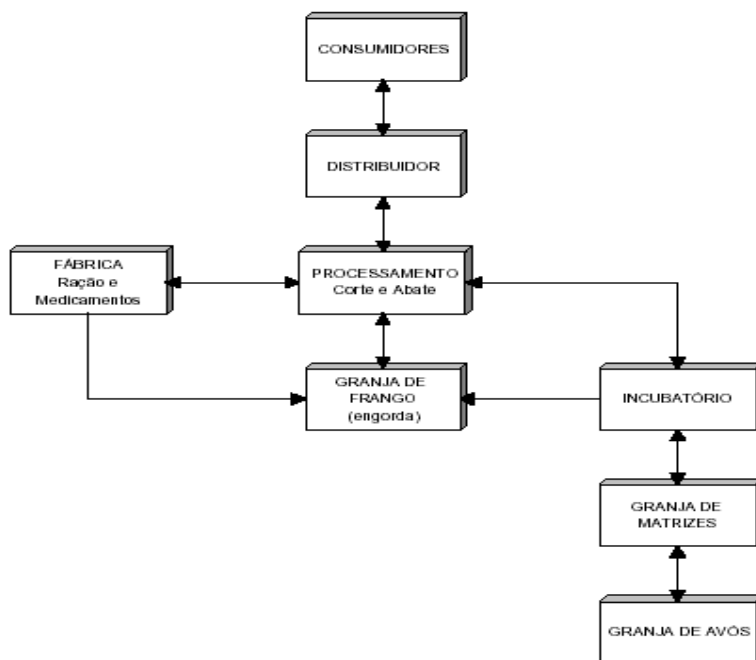 CONSUMIDORES
DISTRIBUIDOR
FÁBRICA
Ração e
Medicamentos
PROCESSAMENTO
Corte e Abate
GRANJA DE
FRANGO
(engorda)
INCUBATÓRIO
GRANJA DE
MATRIZES
GRANJA DE AVÓS